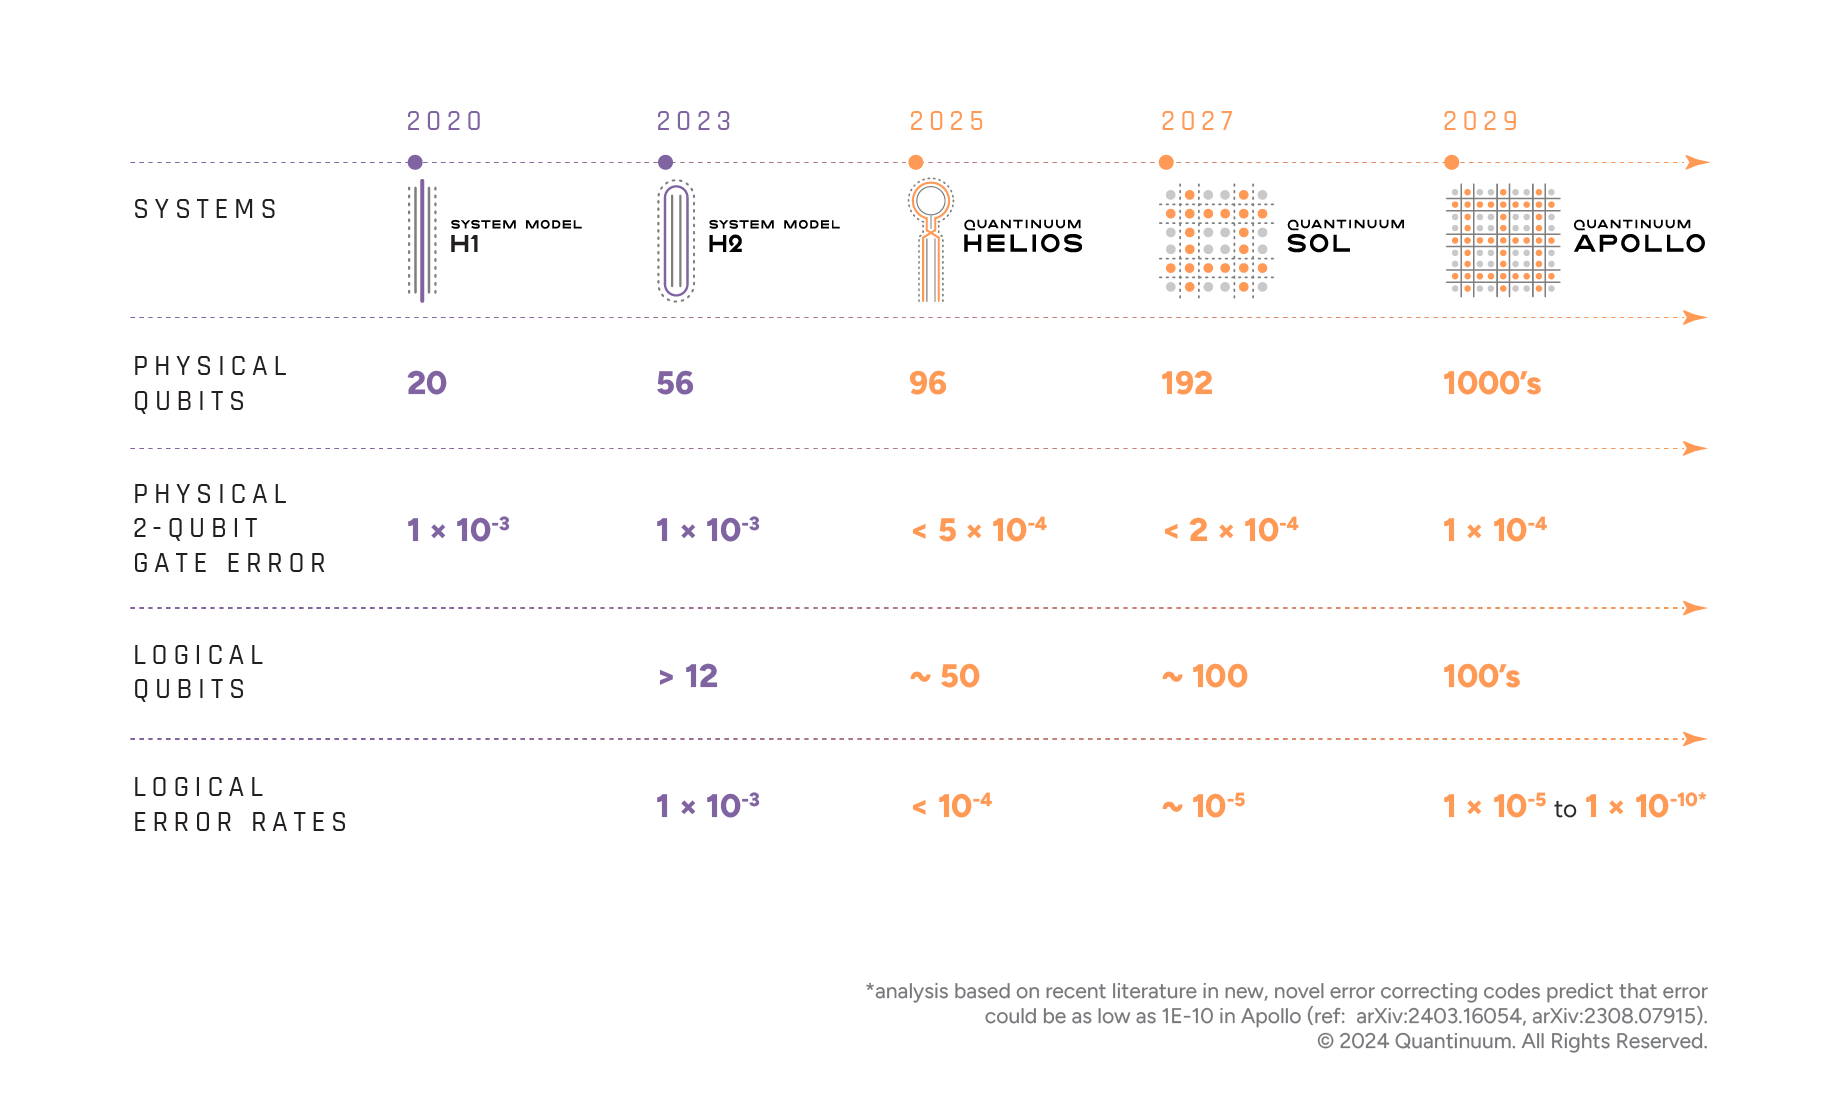 2020 2023 2025 2027 2029
SYSTEMS
SYSTEM MODEL
H1
SYSTEM MODEL
H2
QUANTINUUM
HELIOS
QUANTINUUM
SOL
QUANTINUUM
APOLLO
PHYSICAL
QUBITS
20 56 96 192 1000’s
PHYSICAL
2-QUBIT
GATE ERROR
1 × 10⁻³ 1 × 10⁻³ < 5 × 10⁻⁴ < 2 × 10⁻⁴ 1 × 10⁻⁴
LOGICAL
QUBITS
> 12 ~ 50 ~ 100 100’s
LOGICAL
ERROR RATES
1 × 10⁻³ < 10⁻⁴ ~ 10⁻⁵ 1 × 10⁻⁵ to 1 × 10⁻¹⁰*
*analysis based on recent literature in new, novel error correcting codes predict that error
could be as low as 1E-10 in Apollo (ref: arXiv:2403.16054, arXiv:2308.07915).
© 2024 Quantinuum. All Rights Reserved.